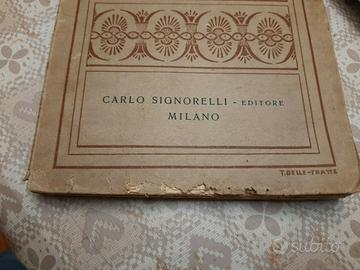 CARLO SIGNORELLI - EDITORE
MILANO
T. DELLE-FRATTE
subito